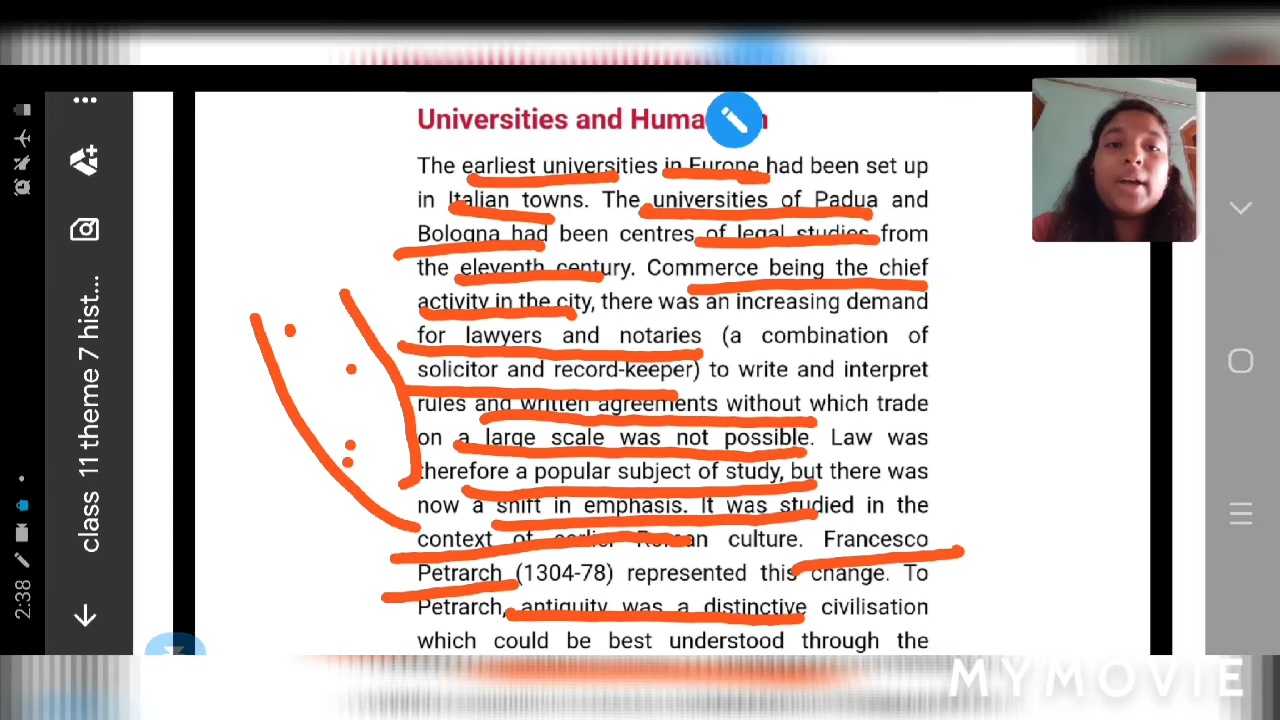 Universities and Huma
The earliest universities in Europe had been set up
in Italian towns. The universities of Padua and
Bologna had been centres of legal studies from
the eleventh century. Commerce being the chief
activity in the city, there was an increasing demand
for lawyers and notaries (a combination of
solicitor and record-keeper) to write and interpret
rules and written agreements without which trade
on a large scale was not possible. Law was
therefore a popular subject of study, but there was
now a shift in emphasis. It was studied in the
context of earlier Roman culture. Francesco
Petrarch (1304-78) represented this change. To
Petrarch, antiquity was a distinctive civilisation
which could be best understood through the
class 11 theme 7 hist...
2:38
MYMOVIE